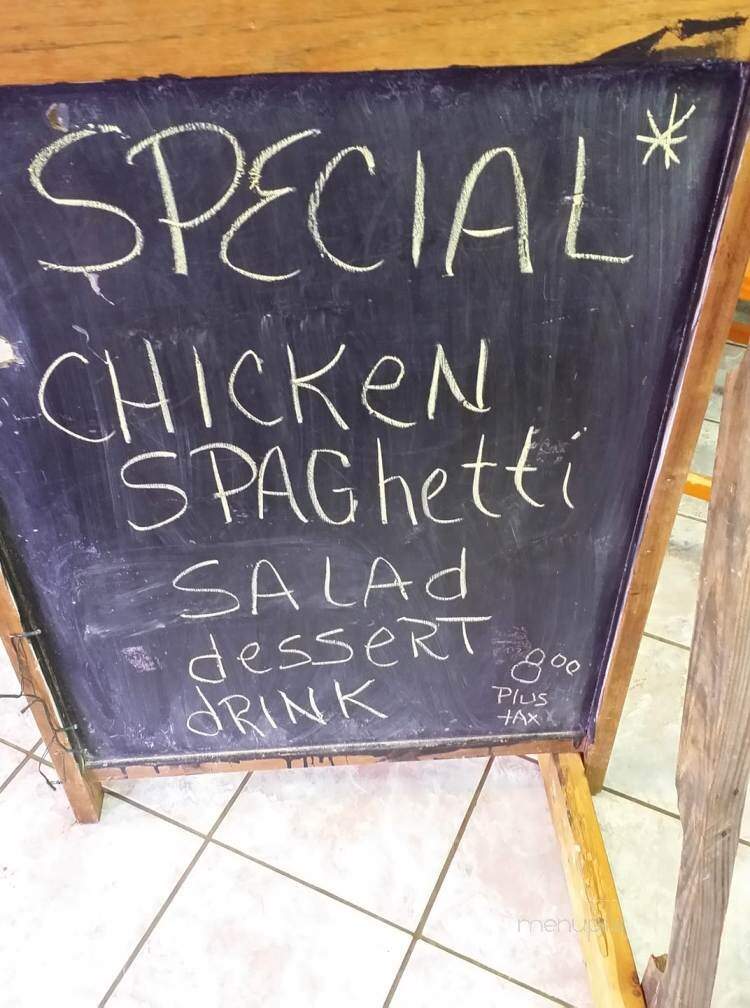 SPECIAL*
CHICKeN
SPAGhetti
SALAd
desseRT
dRINK
8⁰⁰
Plus
tAx